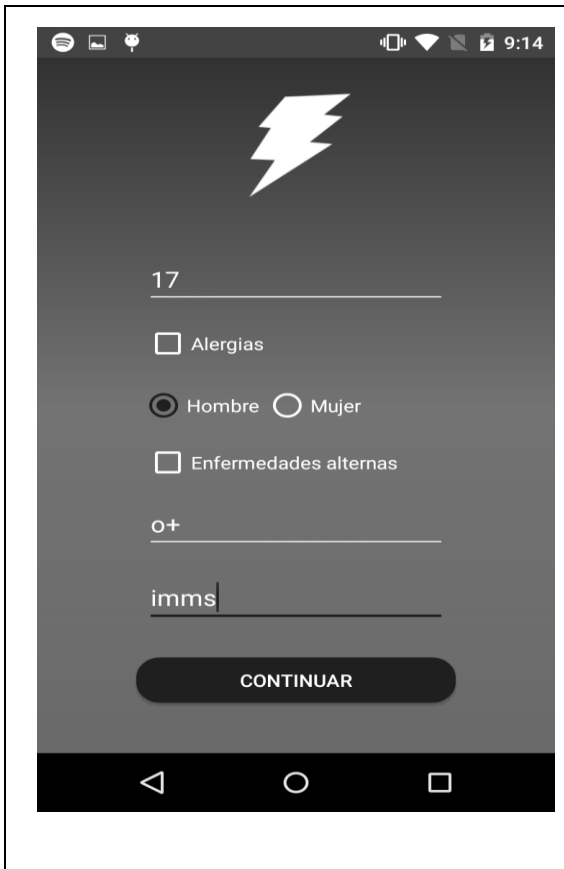 9:14
17
Alergias
Hombre Mujer
Enfermedades alternas
o+
imms
CONTINUAR